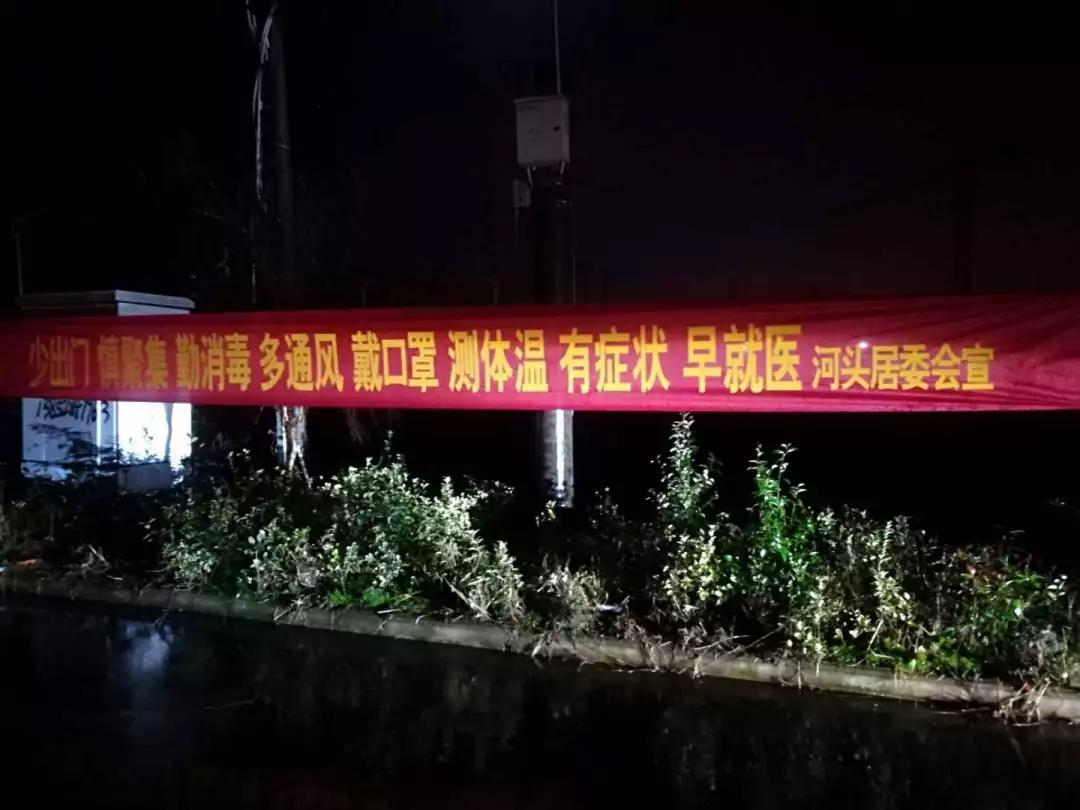 少出门 慎聚集 勤消毒 多通风 戴口罩 测体温 有症状 早就医 河头居委会宣